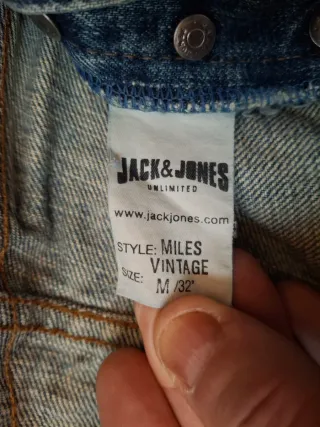 JACK&JONES
UNLIMITED
www.jackjones.com
STYLE: MILES
VINTAGE
SIZE: M /32"